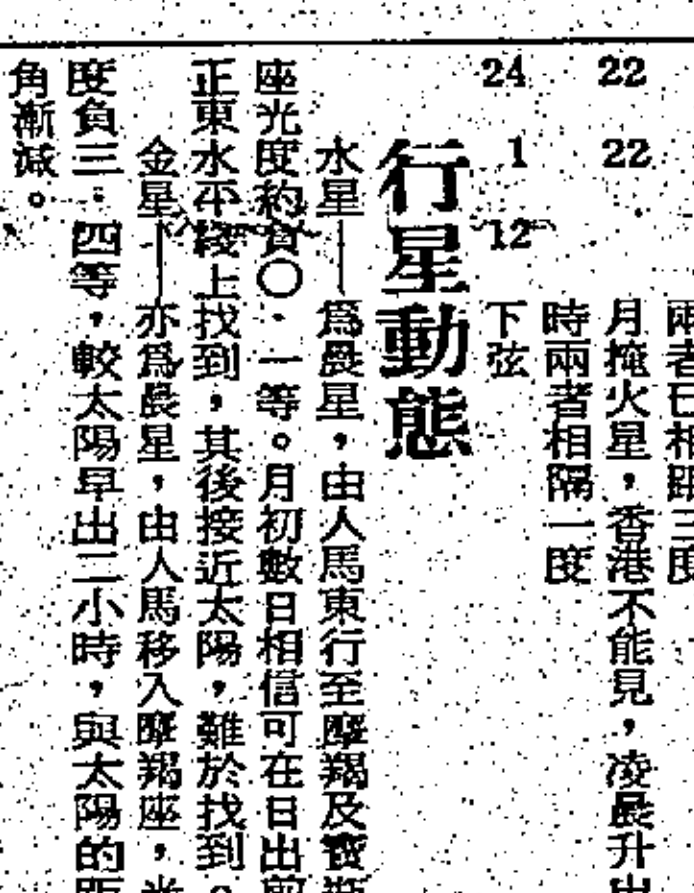 兩者已相距三度
22 22 月掩火星，香港不能見，凌晨升出
時兩者相隔一度
24 1 12 下弦
行星動態
水星——爲晨星，由人馬東行至摩羯及寶瓶
座光度約負〇．一等。月初數日相信可在日出前
正東水平綫上找到，其後接近太陽，難於找到。
金星——亦爲晨星，由人馬移入摩羯座，光
度負三．四等，較太陽早出二小時，與太陽的距
角漸減。